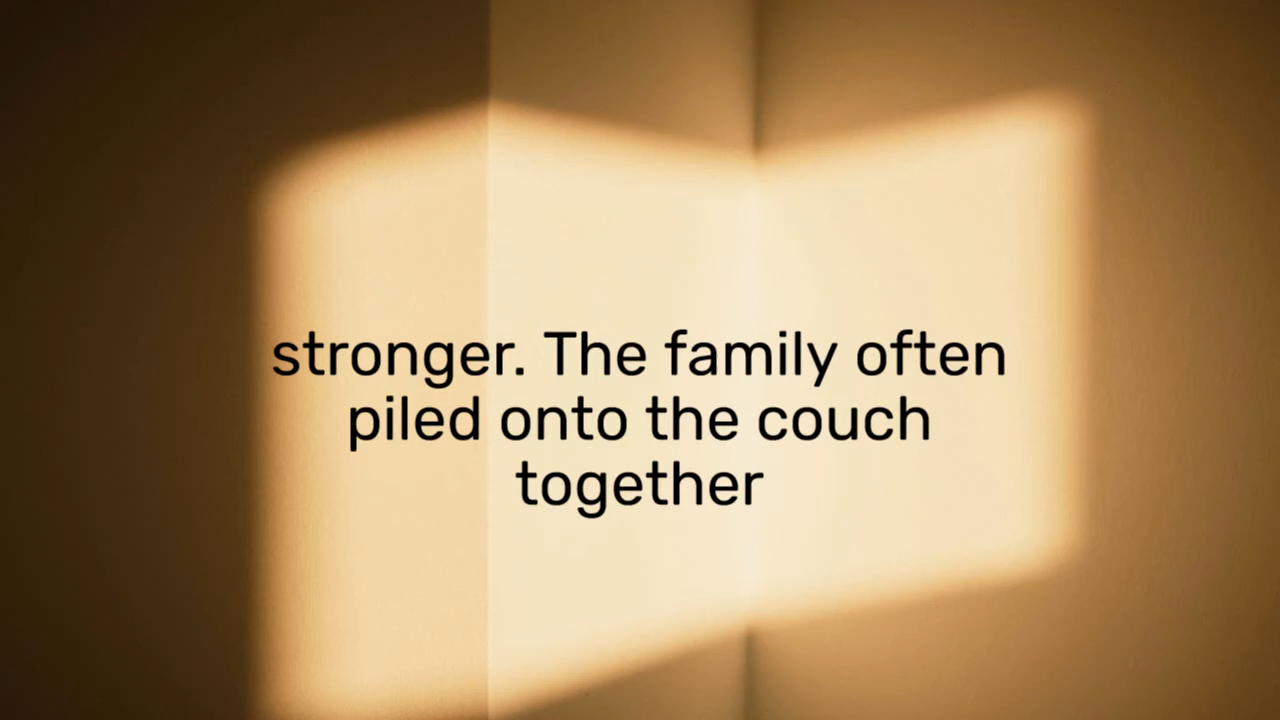 stronger. The family often
piled onto the couch
together